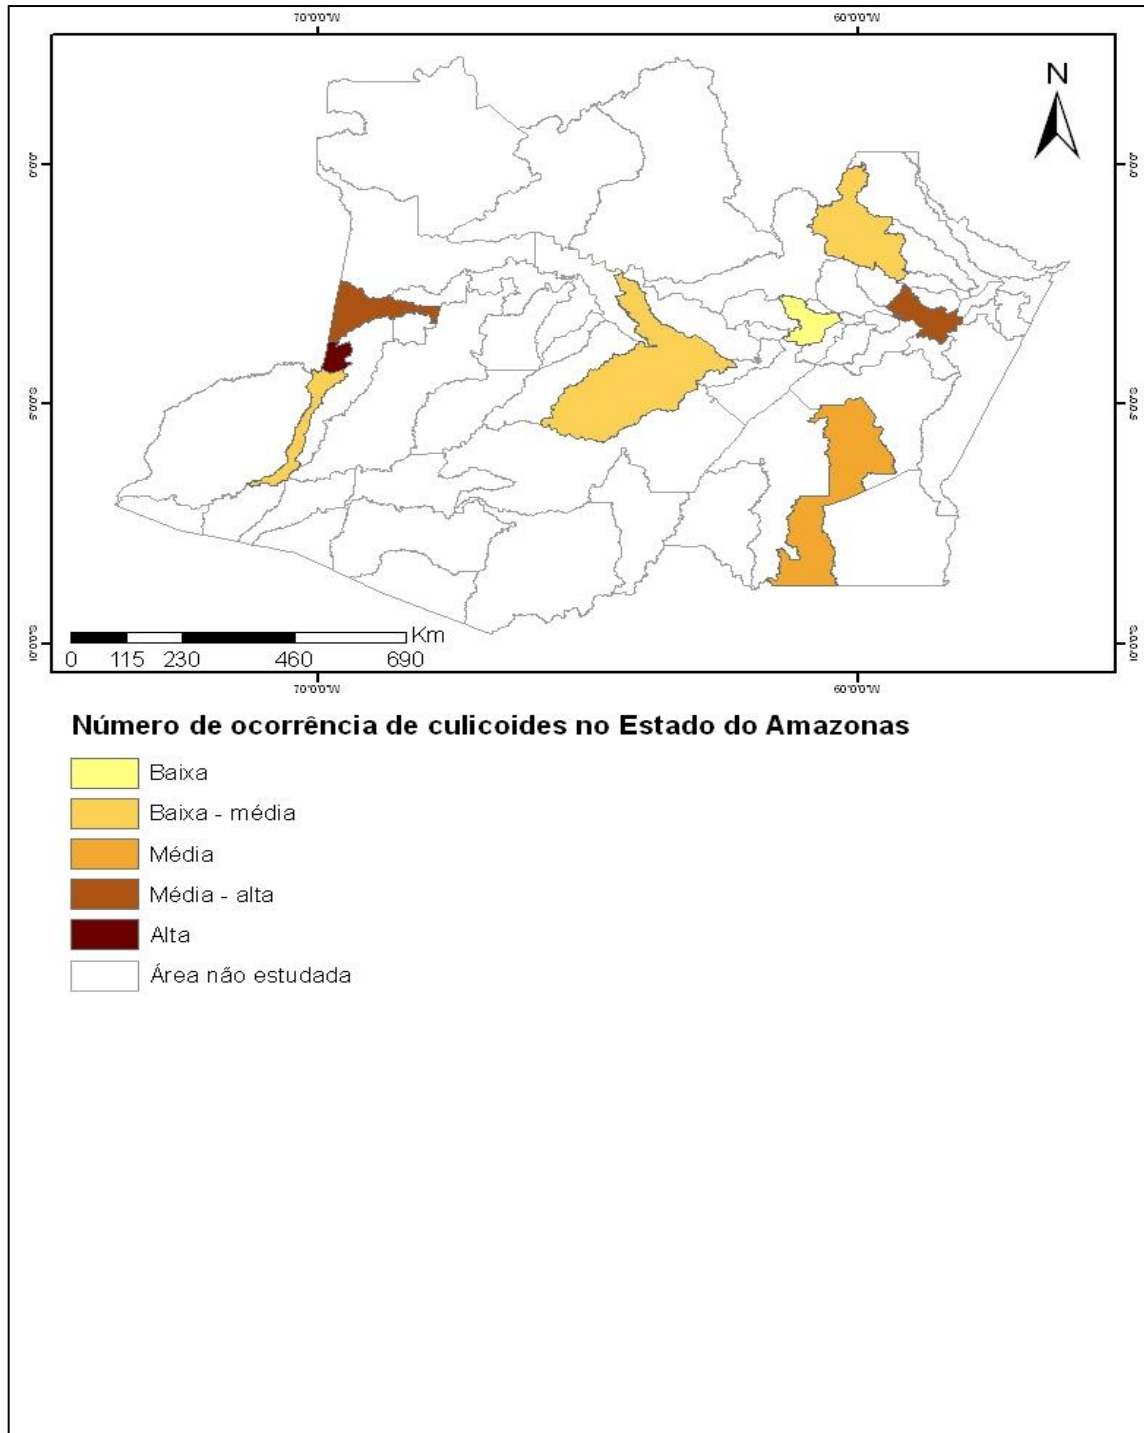 70°0'0"W 60°0'0"W
N
0°0'0" 0°0'0"
5°0'0"S 5°0'0"S
10°0'0"S 10°0'0"S
Km
0 115 230 460 690
70°0'0"W 60°0'0"W
Número de ocorrência de culicoides no Estado do Amazonas
Baixa
Baixa - média
Média
Média - alta
Alta
Área não estudada